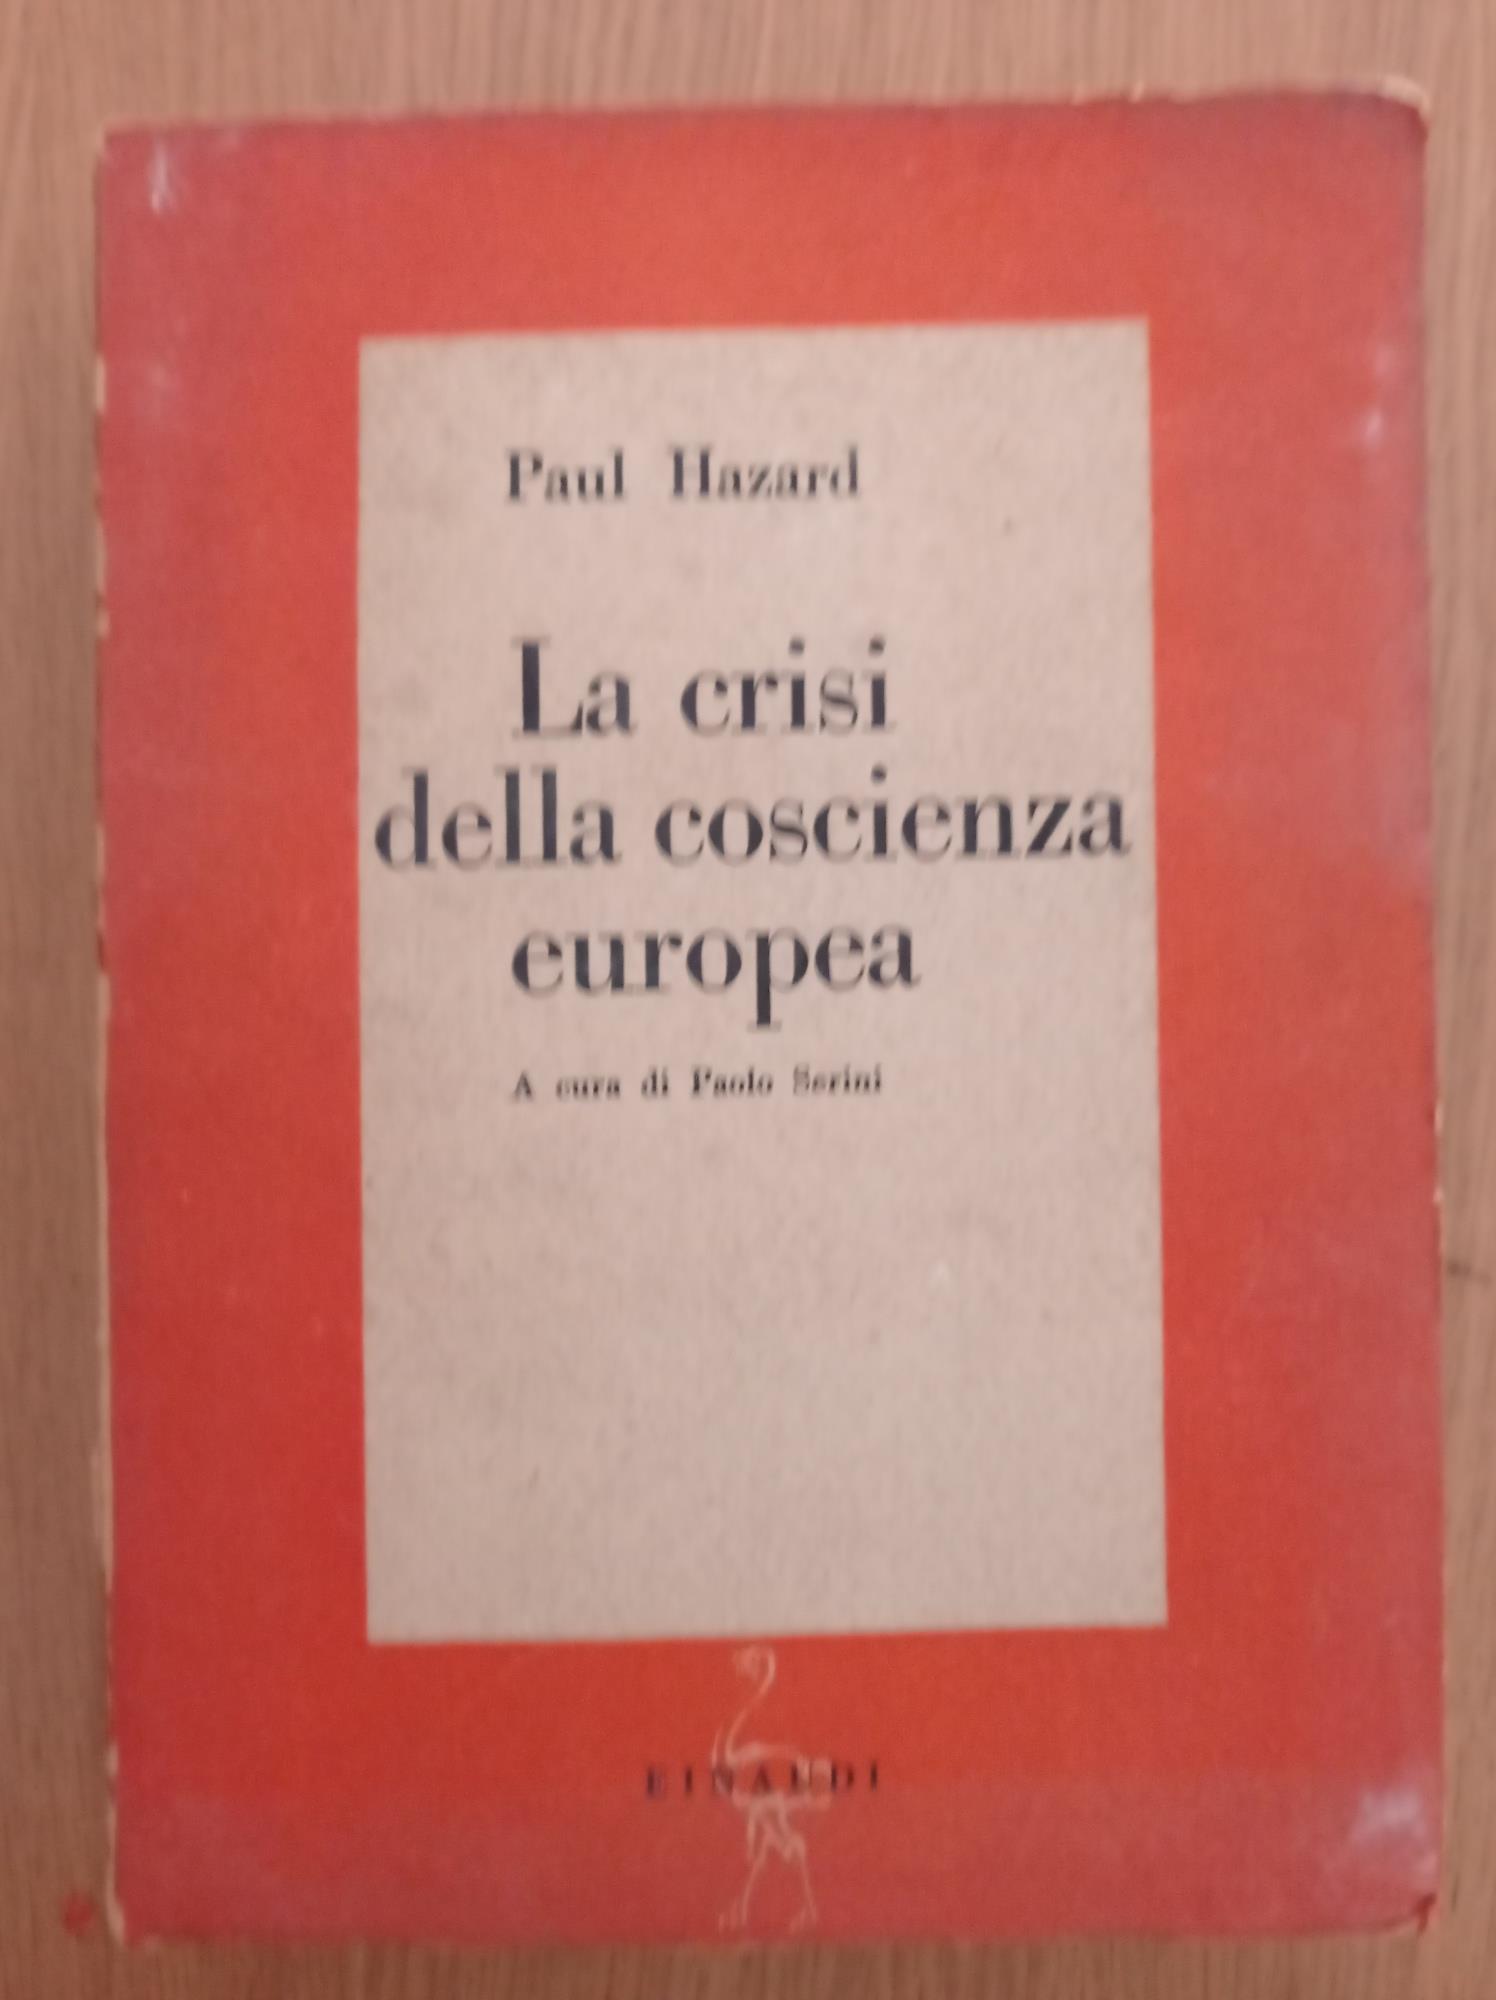 Paul Hazard
La crisi
della coscienza
europea
A cura di Paolo Serini
EINAUDI